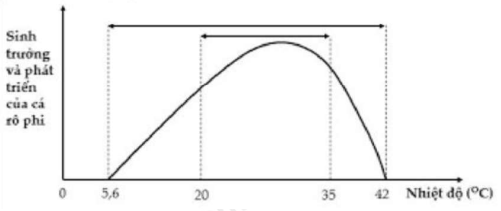 Sinh
trưởng
và phát
triển
của cá
rô phi
0 5,6 20 35 42 Nhiệt độ (°C)